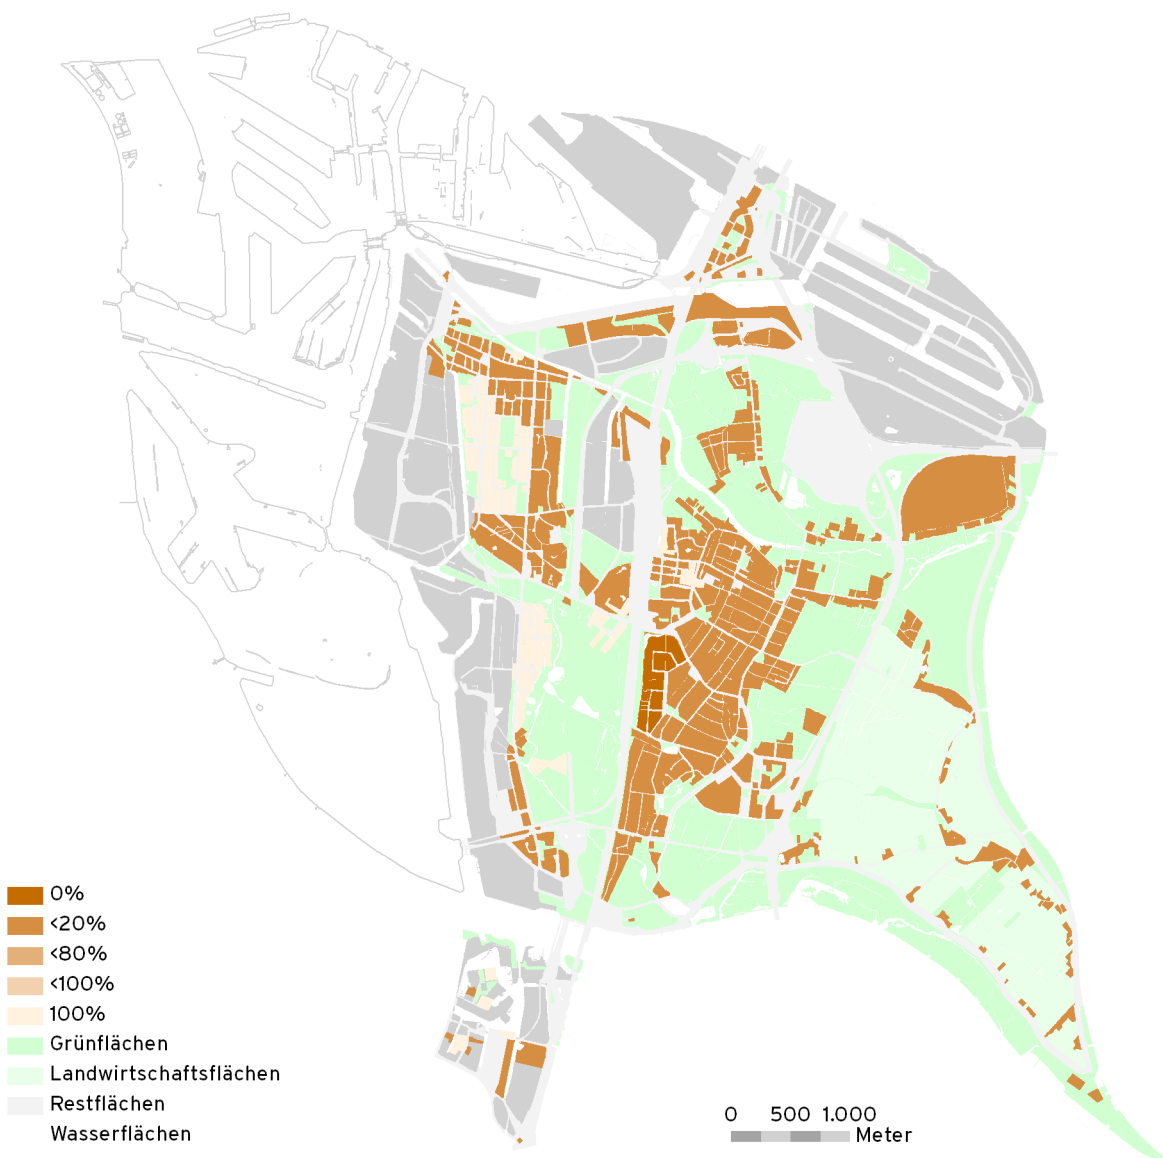 0%
<20%
<80%
<100%
100%
Grünflächen
Landwirtschaftsflächen
Restflächen
Wasserflächen
0 500 1.000
Meter